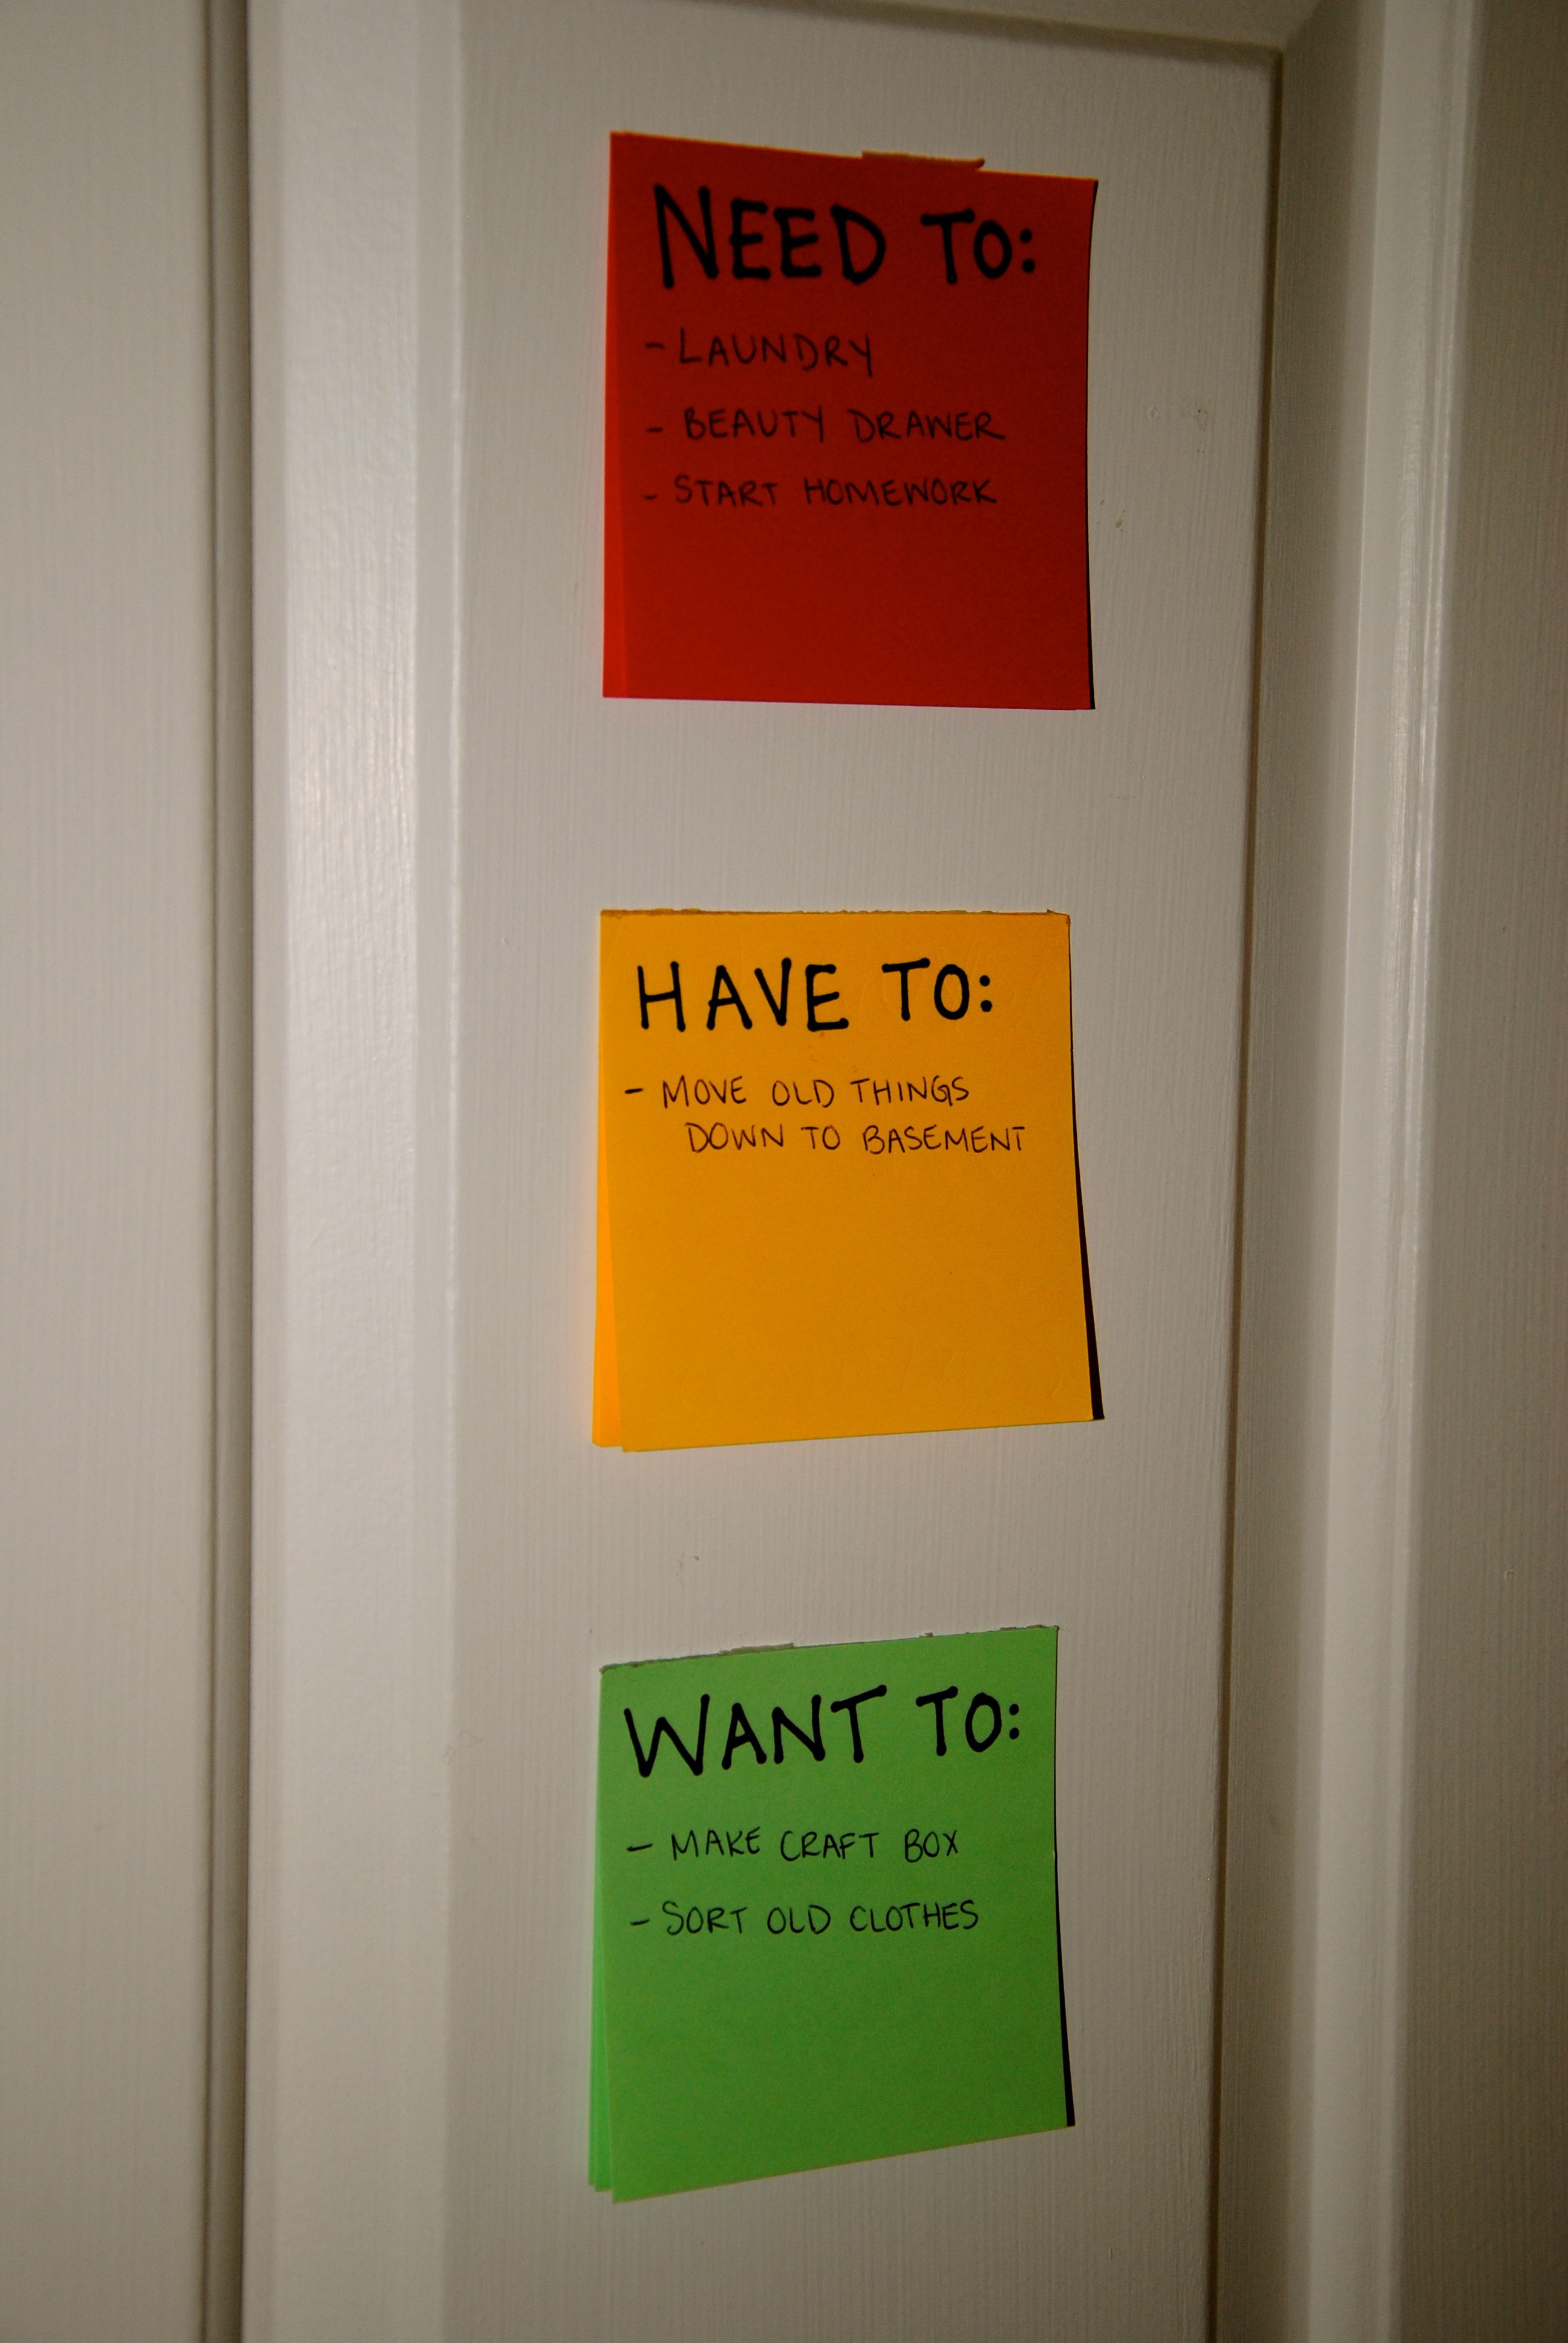 NEED TO:
- LAUNDRY
- BEAUTY DRAWER
- START HOMEWORK
HAVE TO:
- MOVE OLD THINGS
DOWN TO BASEMENT
WANT TO:
- MAKE CRAFT BOX
- SORT OLD CLOTHES